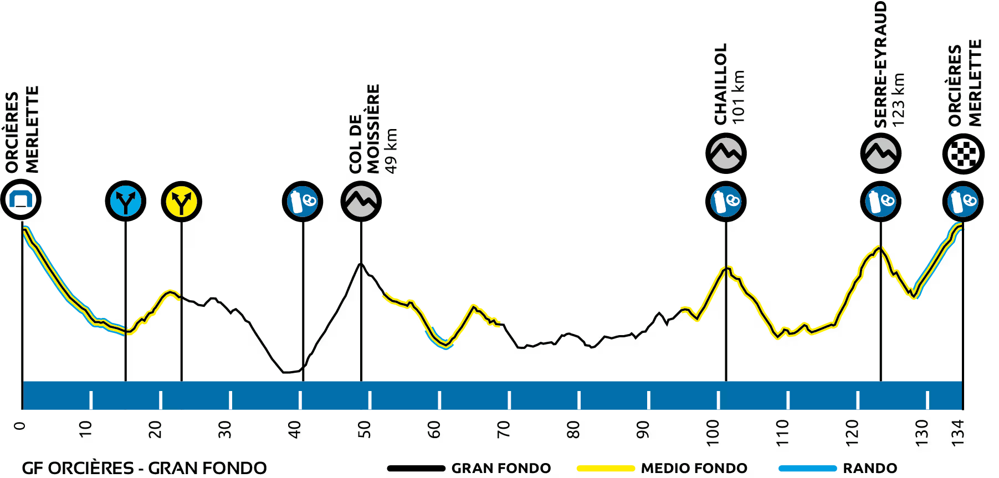 ORCIÈRES
MERLETTE
COL DE
MOISSIÈRE
49 km
CHAILLOL
101 km
SERRE-EYRAUD
123 km
ORCIÈRES
MERLETTE
0
10
20
30
40
50
60
70
80
90
100
110
120
130
134
GF ORCIÈRES - GRAN FONDO
GRAN FONDO
MEDIO FONDO
RANDO